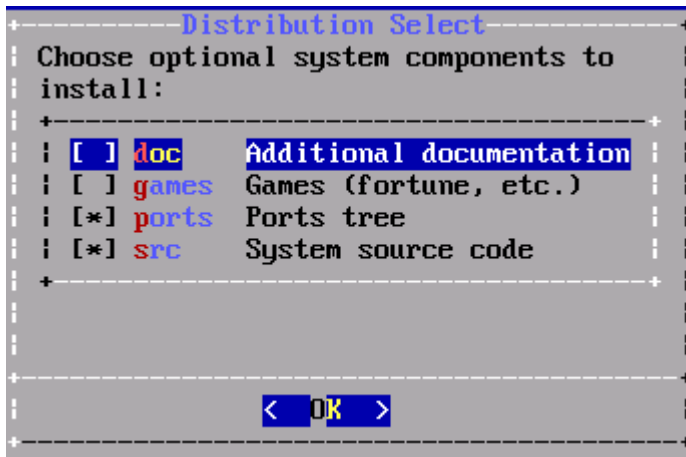 Distribution Select
Choose optional system components to
install:
[ ] doc Additional documentation
[ ] games Games (fortune, etc.)
[*] ports Ports tree
[*] src System source code
< OK >